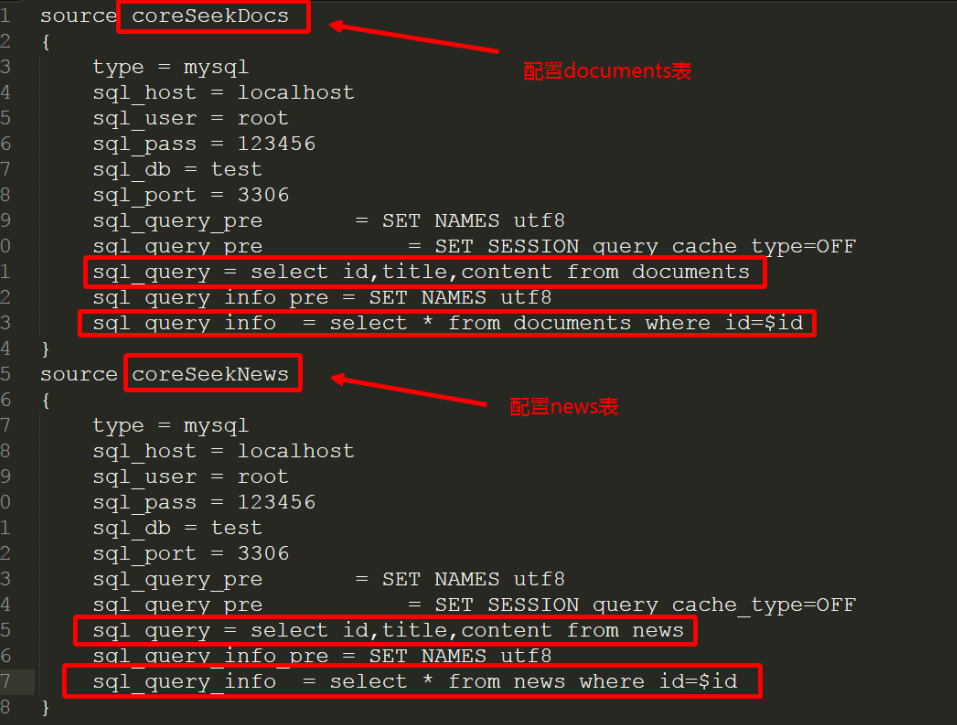 1 source coreSeekDocs
2 {
3 type = mysql
4 sql_host = localhost
5 sql_user = root
6 sql_pass = 123456
7 sql_db = test
8 sql_port = 3306
9 sql_query_pre = SET NAMES utf8
0 sql_query_pre = SET SESSION query_cache_type=OFF
1 sql_query = select id,title,content from documents
2 sql_query_info_pre = SET NAMES utf8
3 sql_query_info = select * from documents where id=$id
4 }
5 source coreSeekNews
6 {
7 type = mysql
8 sql_host = localhost
9 sql_user = root
0 sql_pass = 123456
1 sql_db = test
2 sql_port = 3306
3 sql_query_pre = SET NAMES utf8
4 sql_query_pre = SET SESSION query_cache_type=OFF
5 sql_query = select id,title,content from news
6 sql_query_info_pre = SET NAMES utf8
7 sql_query_info = select * from news where id=$id
8 }
配置documents表
配置news表